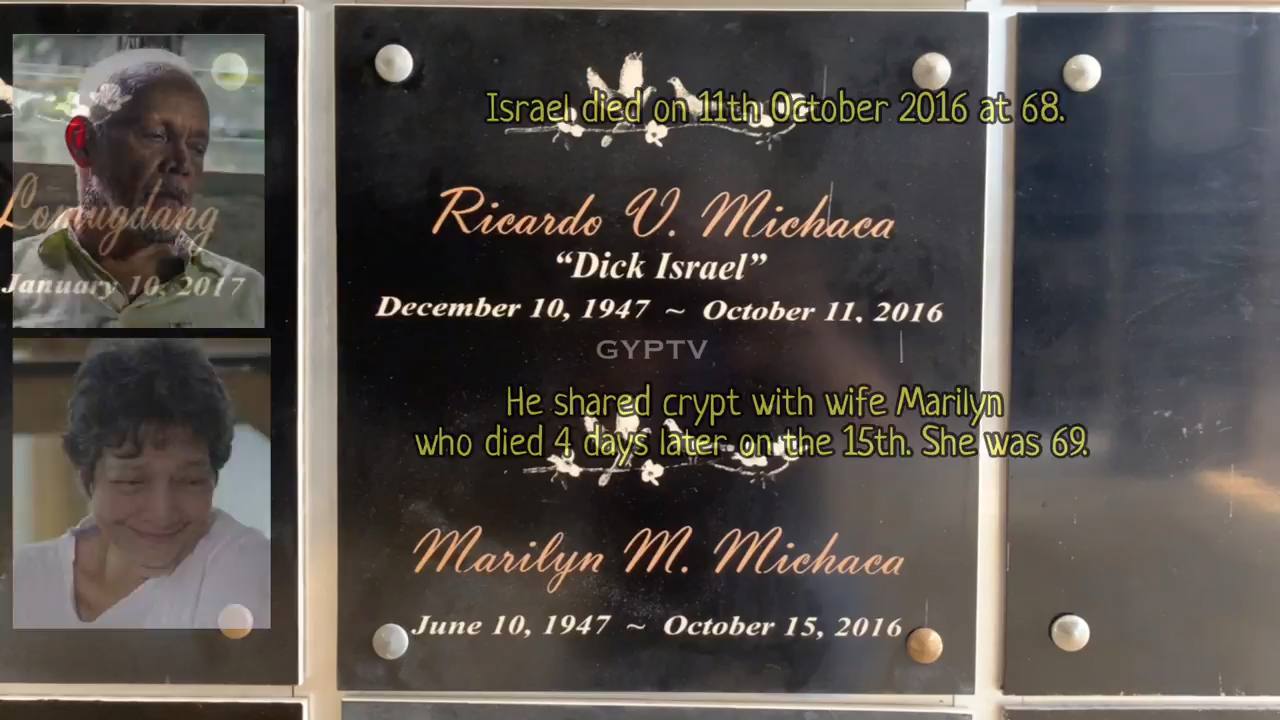 Israel died on 11th October 2016 at 68.
Lomugdang
January 10, 2017
Ricardo V. Michaca
“Dick Israel”
December 10, 1947 ~ October 11, 2016
GYPTV
He shared crypt with wife Marilyn
who died 4 days later on the 15th. She was 69.
Marilyn M. Michaca
June 10, 1947 ~ October 15, 2016